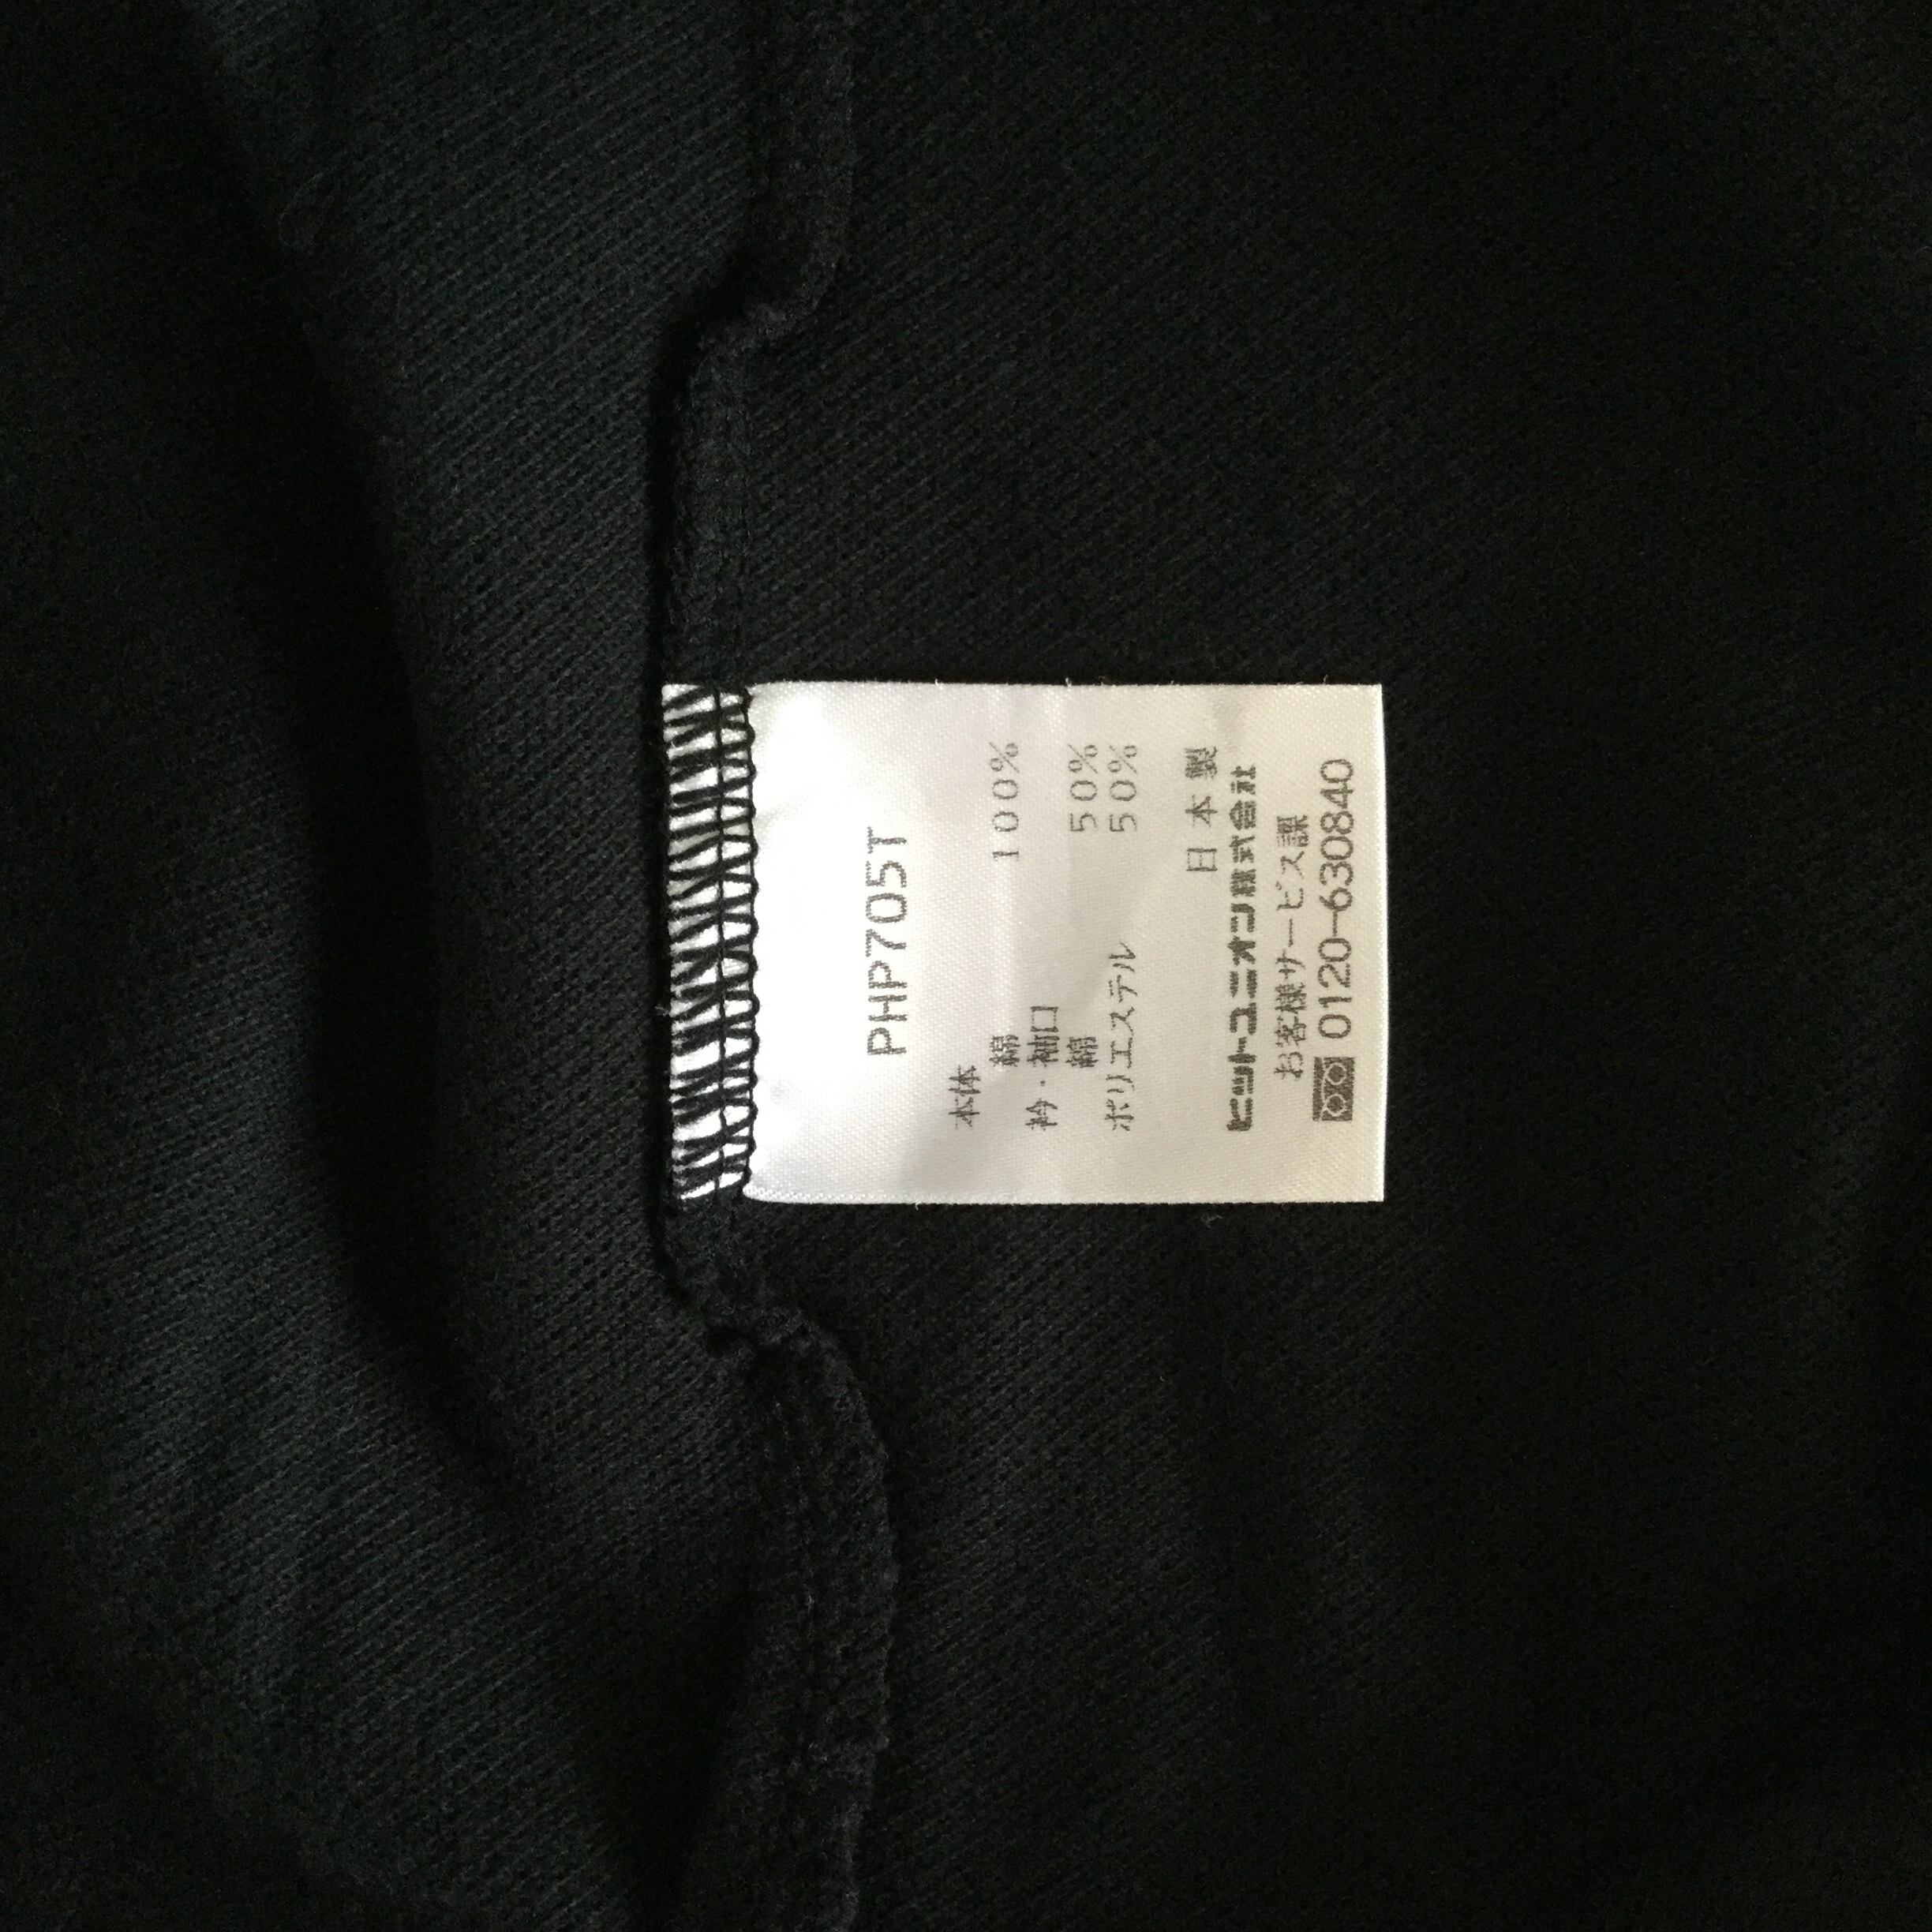 PHP705T
本体
綿 100%
衿・袖口
綿 50%
ポリエステル 50%
日本製
ヒットユニオン株式会社
お客様サービス課
0120-630840